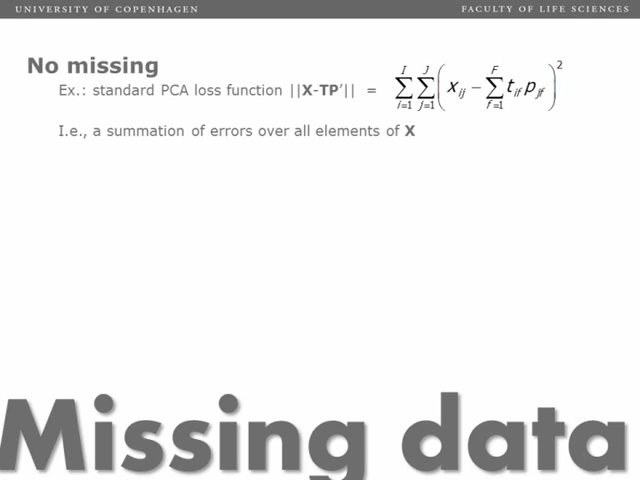 UNIVERSITY OF COPENHAGEN FACULTY OF LIFE SCIENCES
No missing
Ex.: standard PCA loss function ||X-TP′|| = ∑_{i=1}^{I} ∑_{j=1}^{J} (x_{ij} − ∑_{f=1}^{F} t_{if} p_{jf})^2
I.e., a summation of errors over all elements of X
Missing data